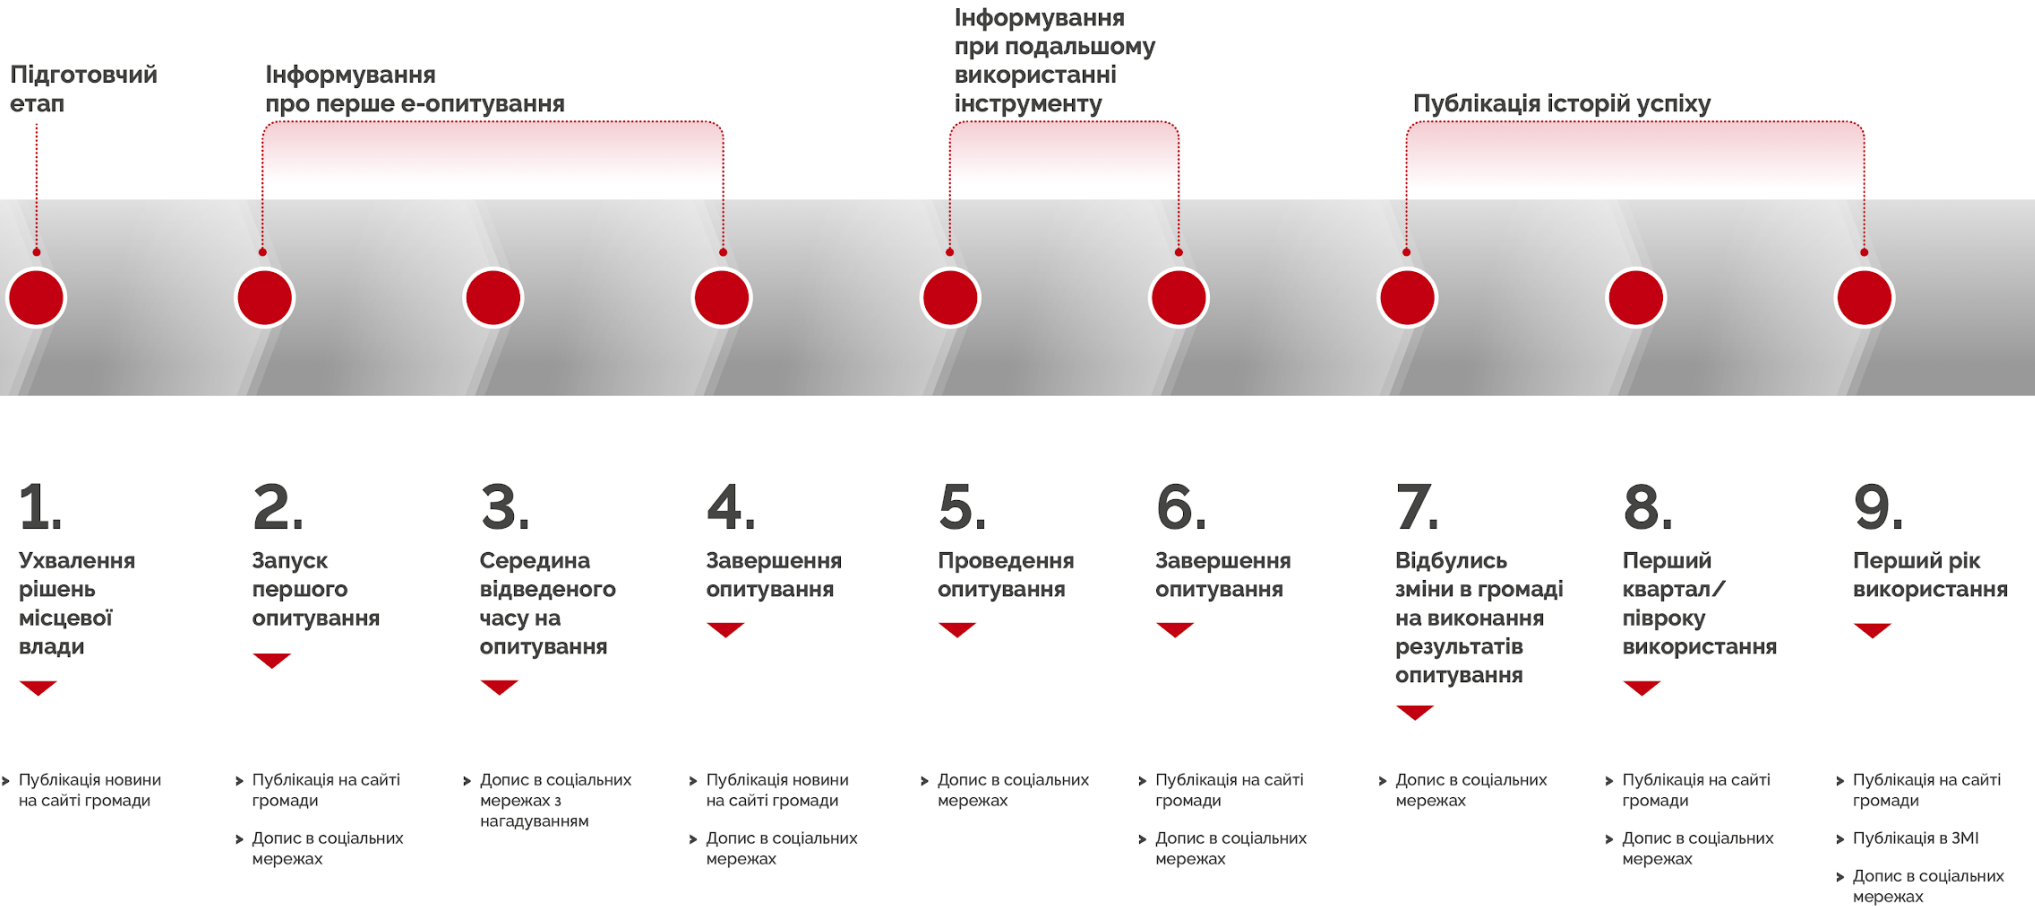 Підготовчий
етап
Інформування
про перше е-опитування
Інформування
при подальшому
використанні
інструменту
Публікація історій успіху
1.
Ухвалення
рішень
місцевої
влади
> Публікація новини
на сайті громади
2.
Запуск
першого
опитування
> Публікація на сайті
громади
> Допис в соціальних
мережах
3.
Середина
відведеного
часу на
опитування
> Допис в соціальних
мережах з
нагадуванням
4.
Завершення
опитування
> Публікація новини
на сайті громади
> Допис в соціальних
мережах
5.
Проведення
опитування
> Допис в соціальних
мережах
6.
Завершення
опитування
> Публікація на сайті
громади
> Допис в соціальних
мережах
7.
Відбулись
зміни в громаді
на виконання
результатів
опитування
> Допис в соціальних
мережах
8.
Перший
квартал/
півроку
використання
> Публікація на сайті
громади
> Допис в соціальних
мережах
9.
Перший рік
використання
> Публікація на сайті
громади
> Публікація в ЗМІ
> Допис в соціальних
мережах